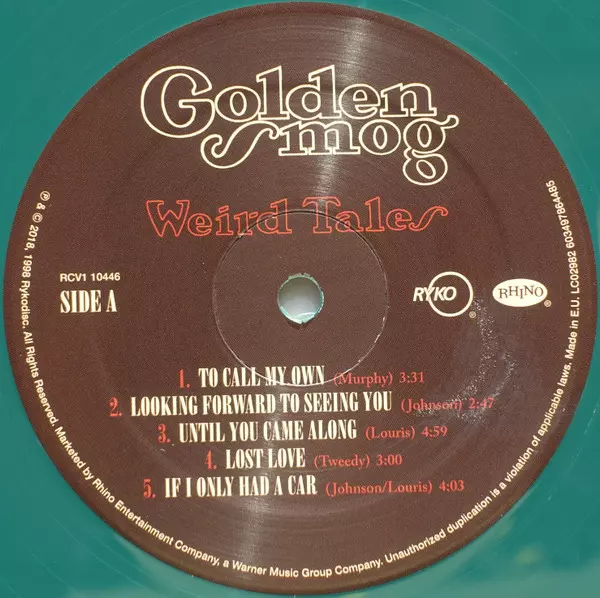 Golden
Smog
Weird Tales
RCV1 10446
SIDE A
RYKO
®
RHINO
®
1. TO CALL MY OWN (Murphy) 3:31
2. LOOKING FORWARD TO SEEING YOU (Johnson) 2:47
3. UNTIL YOU CAME ALONG (Louris) 4:59
4. LOST LOVE (Tweedy) 3:00
5. IF I ONLY HAD A CAR (Johnson/Louris) 4:03
℗ & © 2018, 1998 Rykodisc. All Rights Reserved. Marketed by Rhino Entertainment Company, a Warner Music Group Company. Unauthorized duplication is a violation of applicable laws. Made in E.U. LC02982 603497864485